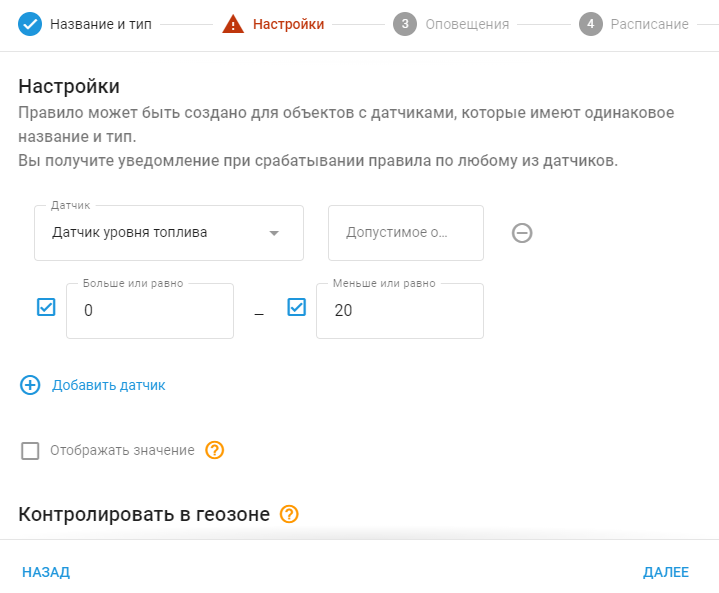 Название и тип
Настройки
3
Оповещения
4
Расписание
Настройки
Правило может быть создано для объектов с датчиками, которые имеют одинаковое
название и тип.
Вы получите уведомление при срабатывании правила по любому из датчиков.
Датчик
Датчик уровня топлива
Допустимое о...
Больше или равно
0
–
Меньше или равно
20
Добавить датчик
Отображать значение ?
Контролировать в геозоне ?
НАЗАД
ДАЛЕЕ